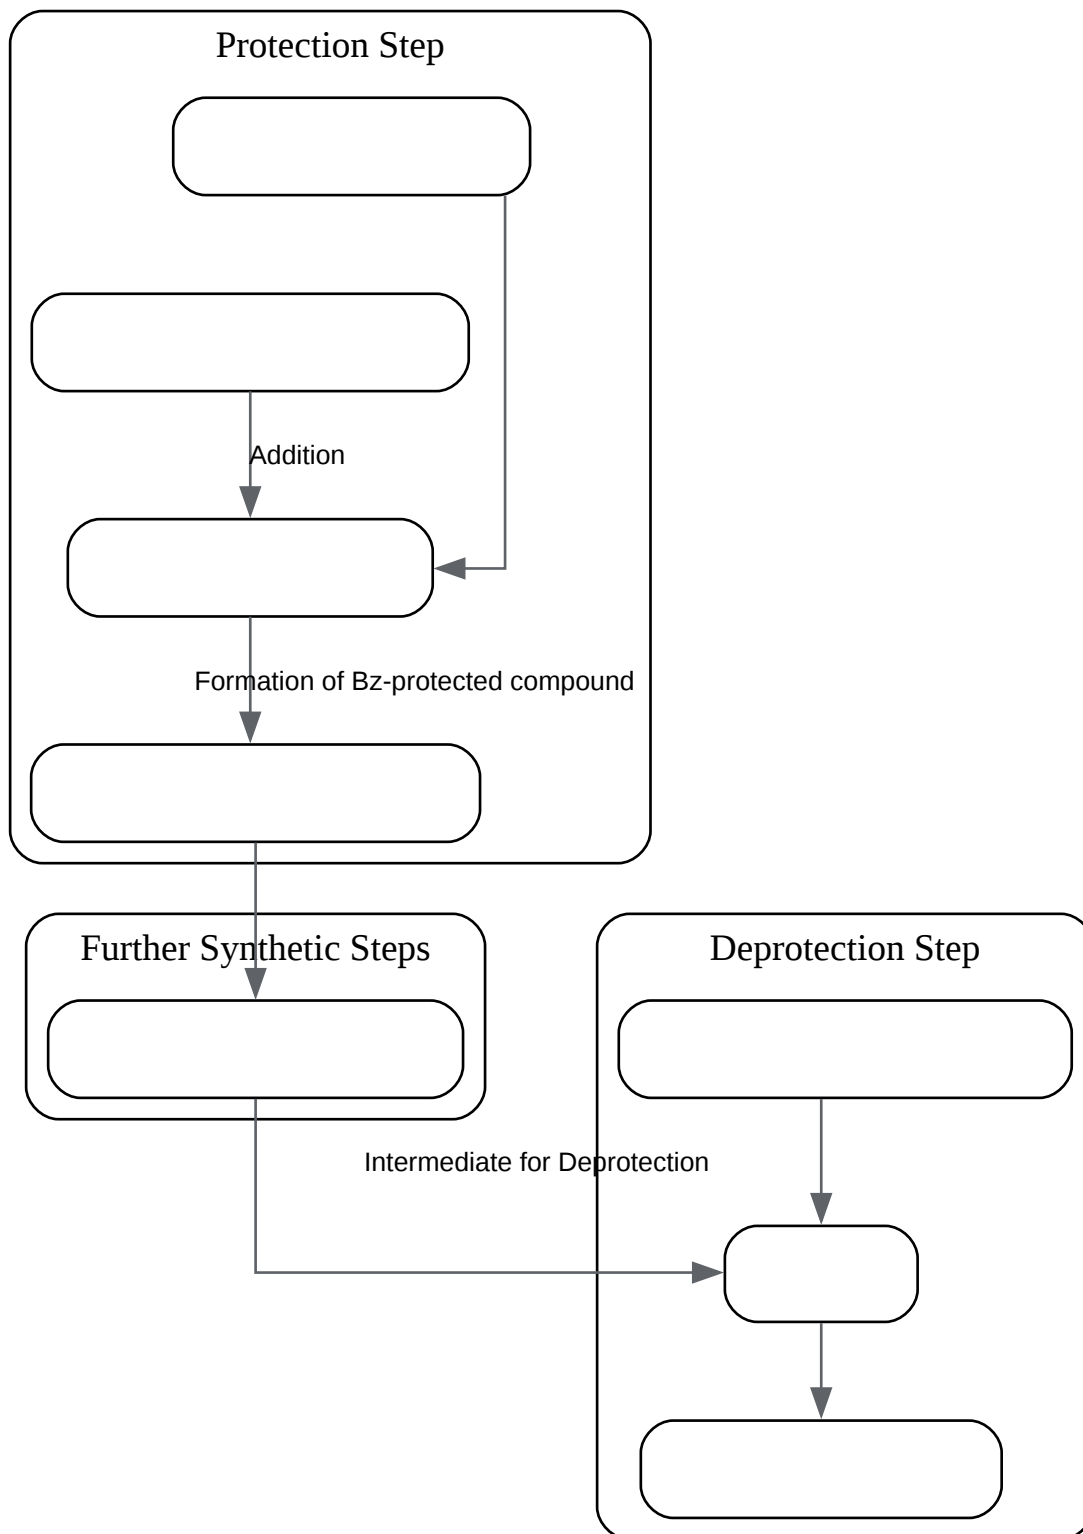 Protection Step
Addition
Formation of Bz-protected compound
Further Synthetic Steps
Deprotection Step
Intermediate for Deprotection